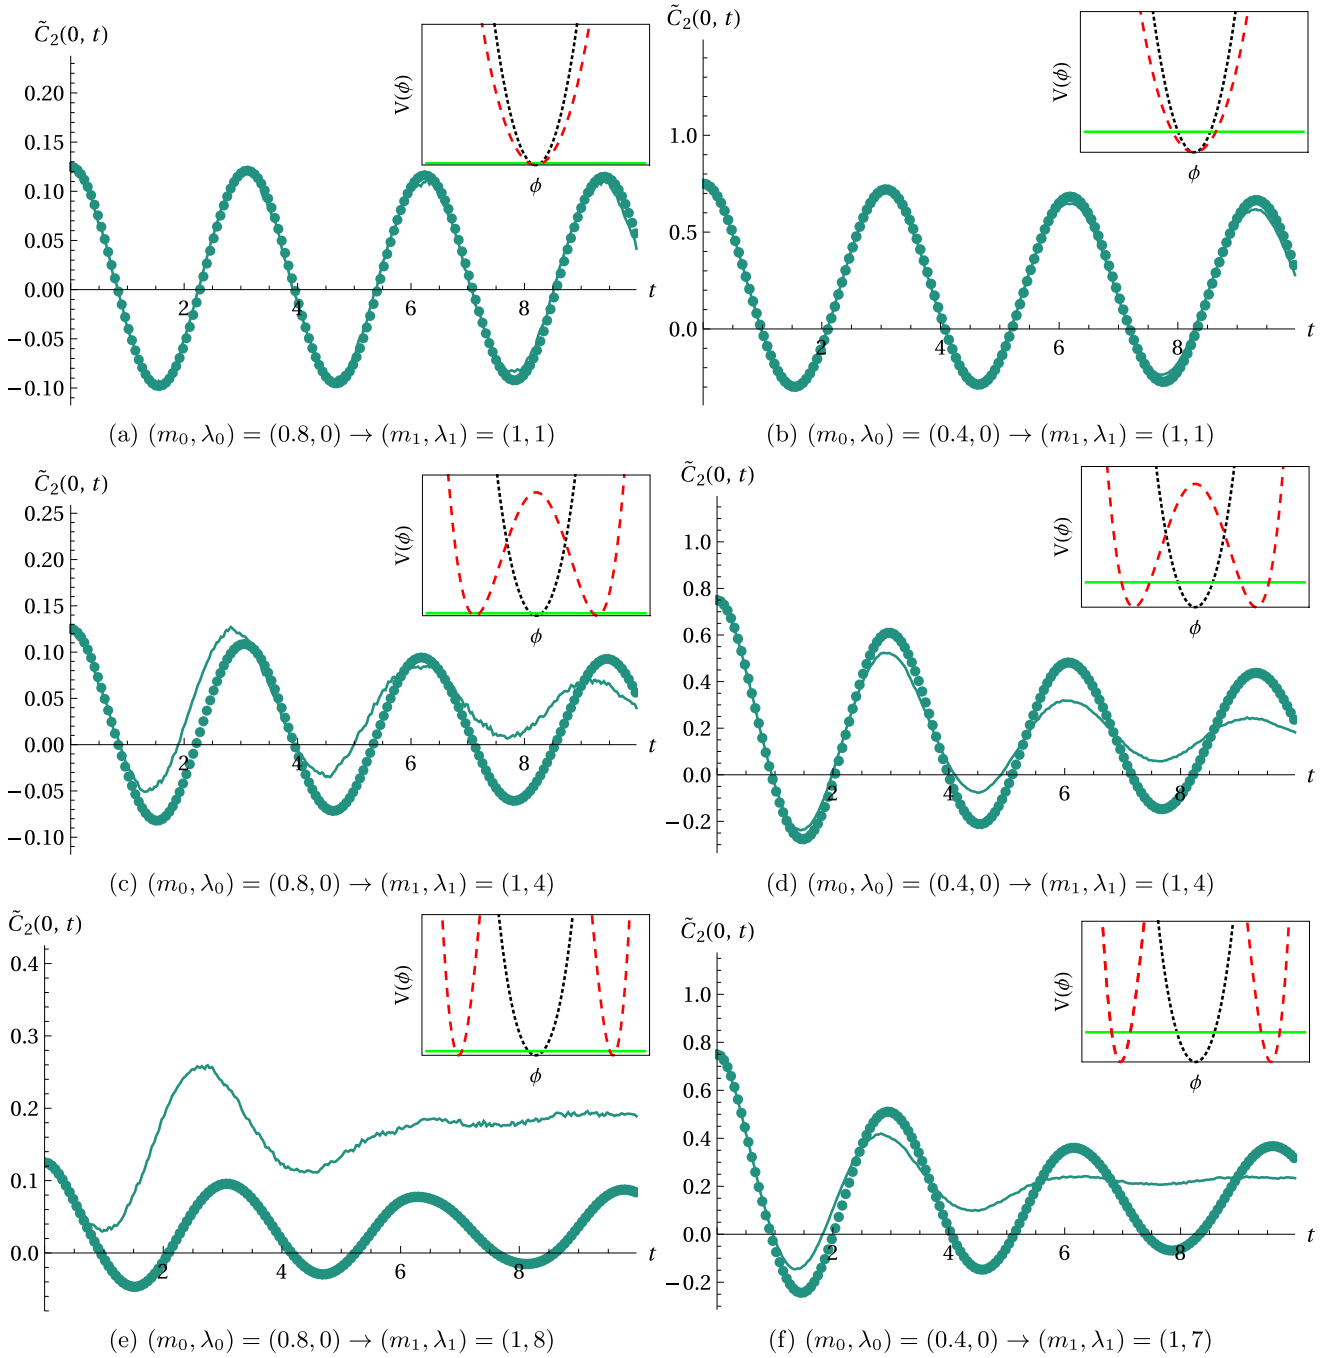 C̃₂(0, t)
0.20
0.15
0.10
0.05
0.00
−0.05
−0.10
2
4
6
8
t
V(ϕ)
ϕ
(a) (m₀, λ₀) = (0.8, 0) → (m₁, λ₁) = (1, 1)
C̃₂(0, t)
1.0
0.5
0.0
2
4
6
8
t
V(ϕ)
ϕ
(b) (m₀, λ₀) = (0.4, 0) → (m₁, λ₁) = (1, 1)
C̃₂(0, t)
0.25
0.20
0.15
0.10
0.05
0.00
−0.05
−0.10
2
4
6
8
t
V(ϕ)
ϕ
(c) (m₀, λ₀) = (0.8, 0) → (m₁, λ₁) = (1, 4)
C̃₂(0, t)
1.0
0.8
0.6
0.4
0.2
0.0
−0.2
2
4
6
8
t
V(ϕ)
ϕ
(d) (m₀, λ₀) = (0.4, 0) → (m₁, λ₁) = (1, 4)
C̃₂(0, t)
0.4
0.3
0.2
0.1
0.0
2
4
6
8
t
V(ϕ)
ϕ
(e) (m₀, λ₀) = (0.8, 0) → (m₁, λ₁) = (1, 8)
C̃₂(0, t)
1.0
0.8
0.6
0.4
0.2
0.0
−0.2
2
4
6
8
t
V(ϕ)
ϕ
(f) (m₀, λ₀) = (0.4, 0) → (m₁, λ₁) = (1, 7)